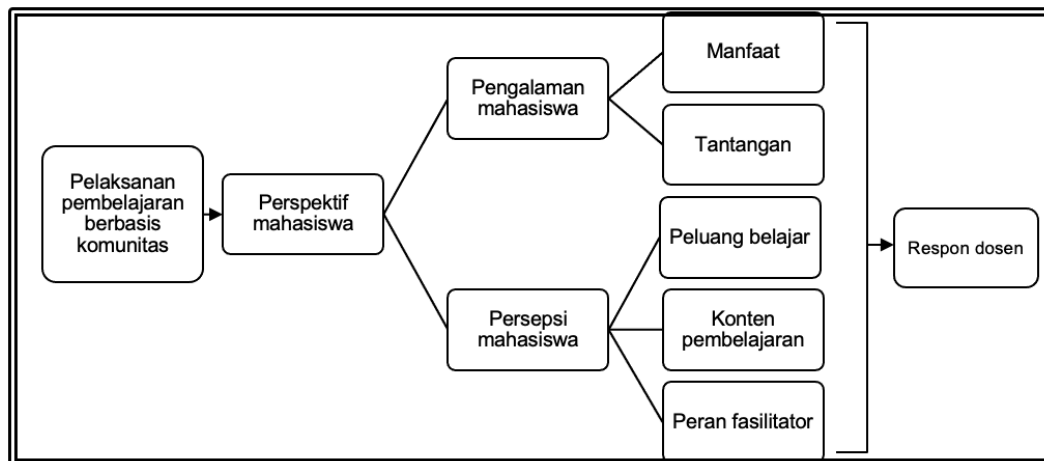 Pelaksanan
pembelajaran
berbasis
komunitas
Perspektif
mahasiswa
Pengalaman
mahasiswa
Manfaat
Tantangan
Persepsi
mahasiswa
Peluang belajar
Konten
pembelajaran
Peran fasilitator
Respon dosen